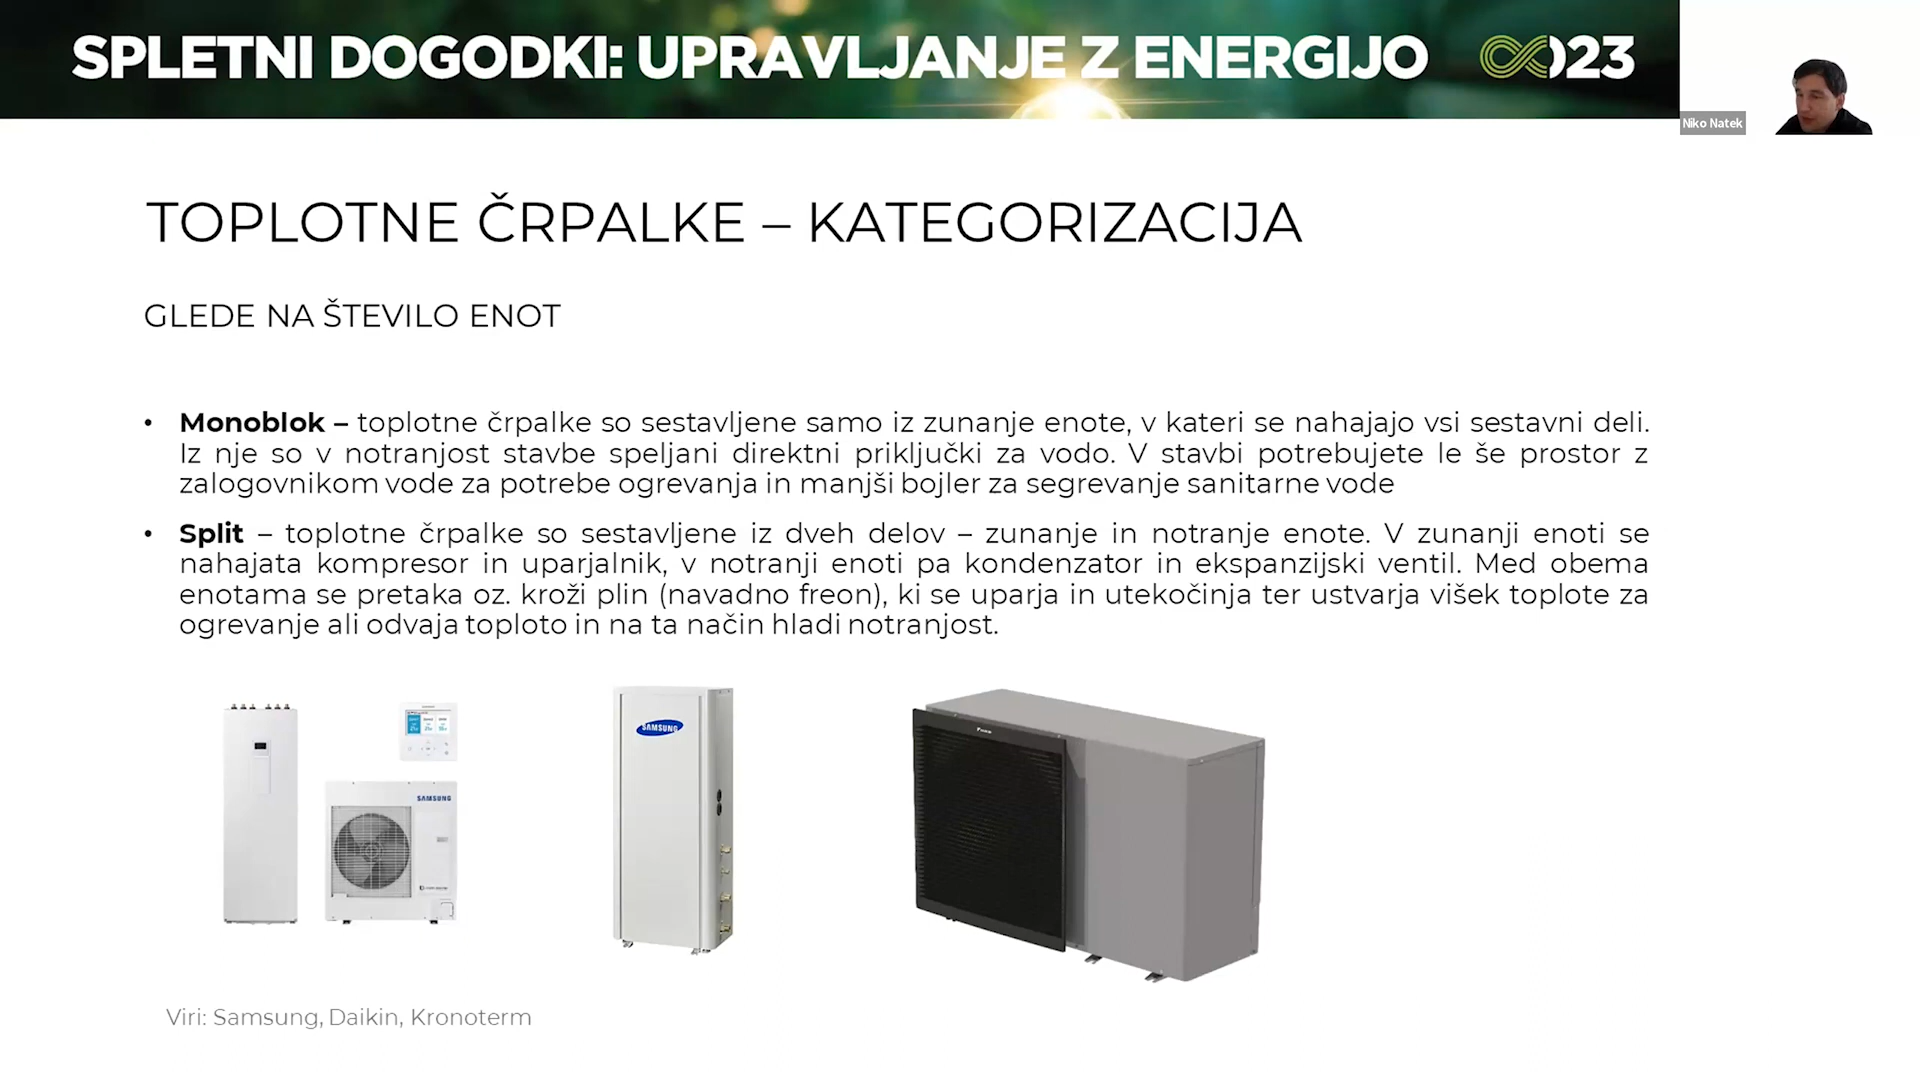 SPLETNI DOGODKI: UPRAVLJANJE Z ENERGIJO
023
Niko Natek
TOPLOTNE ČRPALKE – KATEGORIZACIJA
GLEDE NA ŠTEVILO ENOT
• Monoblok – toplotne črpalke so sestavljene samo iz zunanje enote, v kateri se nahajajo vsi sestavni deli.
Iz nje so v notranjost stavbe speljani direktni priključki za vodo. V stavbi potrebujete le še prostor z
zalogovnikom vode za potrebe ogrevanja in manjši bojler za segrevanje sanitarne vode
• Split – toplotne črpalke so sestavljene iz dveh delov – zunanje in notranje enote. V zunanji enoti se
nahajata kompresor in uparjalnik, v notranji enoti pa kondenzator in ekspanzijski ventil. Med obema
enotama se pretaka oz. kroži plin (navadno freon), ki se uparja in utekočinja ter ustvarja višek toplote za
ogrevanje ali odvaja toploto in na ta način hladi notranjost.
SAMSUNG
SAMSUNG
Viri: Samsung, Daikin, Kronoterm